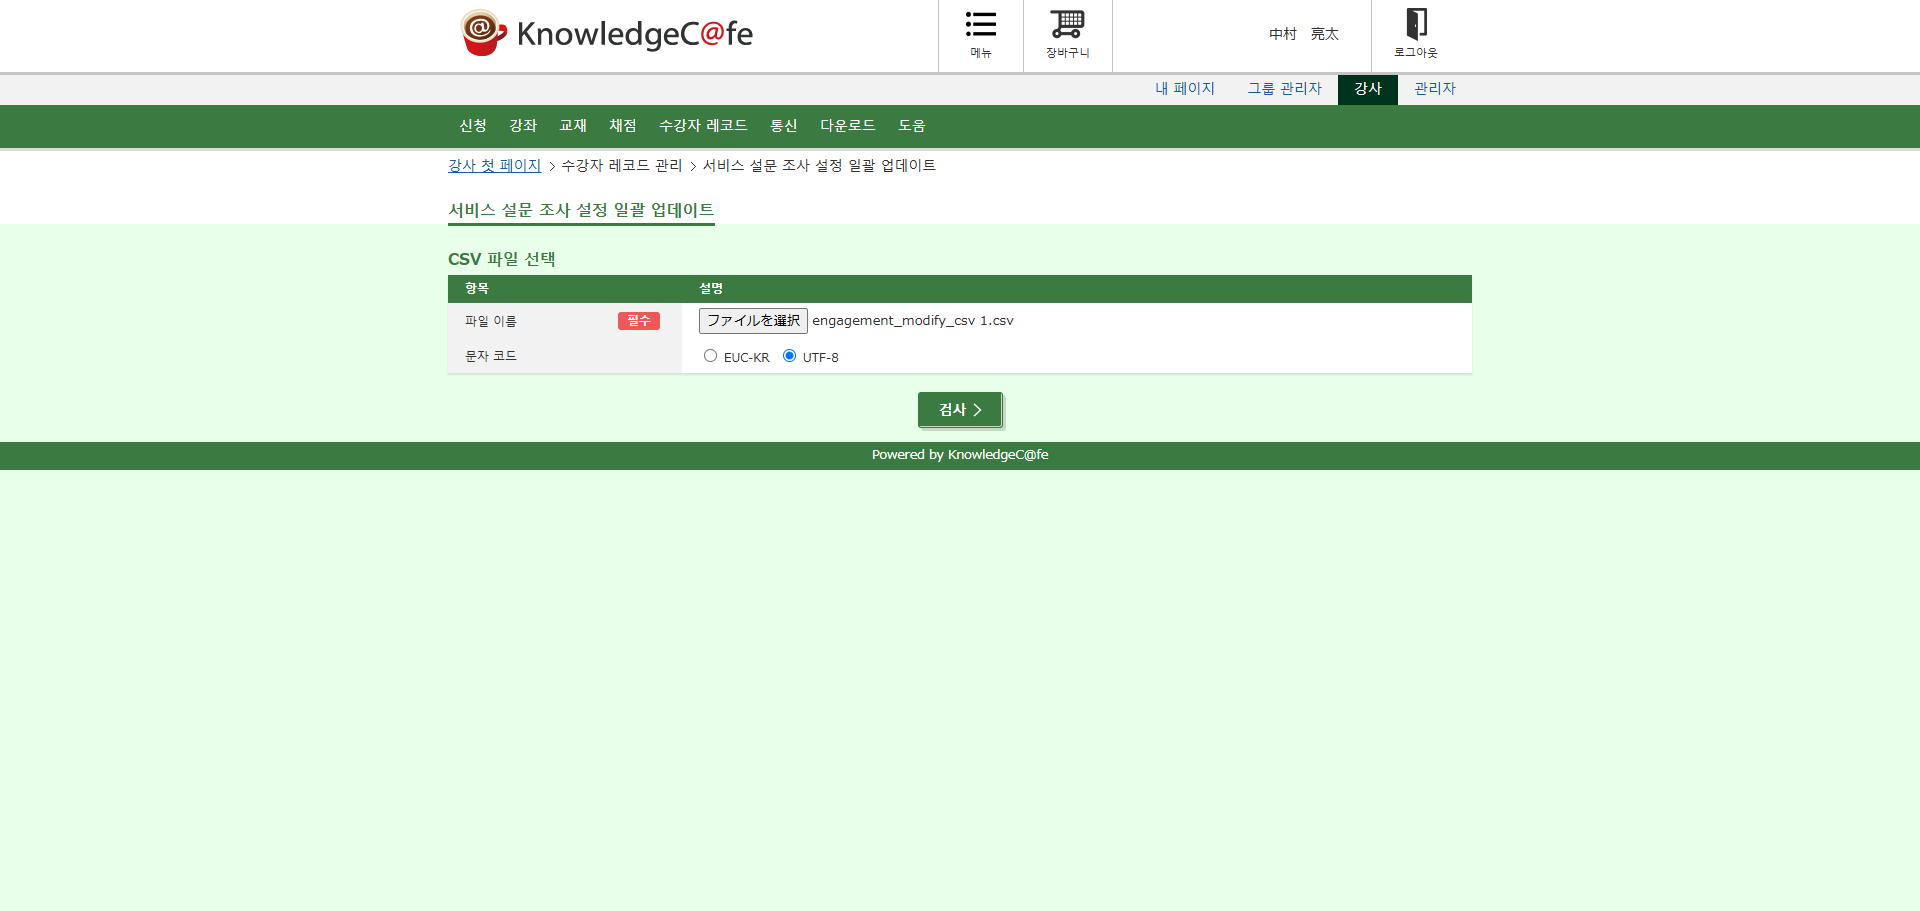 KnowledgeC@fe
메뉴
장바구니
中村　亮太
로그아웃
내 페이지 그룹 관리자 강사 관리자
신청 강좌 교재 채점 수강자 레코드 통신 다운로드 도움
강사 첫 페이지 > 수강자 레코드 관리 > 서비스 설문 조사 설정 일괄 업데이트
서비스 설문 조사 설정 일괄 업데이트
CSV 파일 선택
항목 설명
파일 이름 필수 ファイルを選択 engagement_modify_csv 1.csv
문자 코드 EUC-KR UTF-8
검사 >
Powered by KnowledgeC@fe